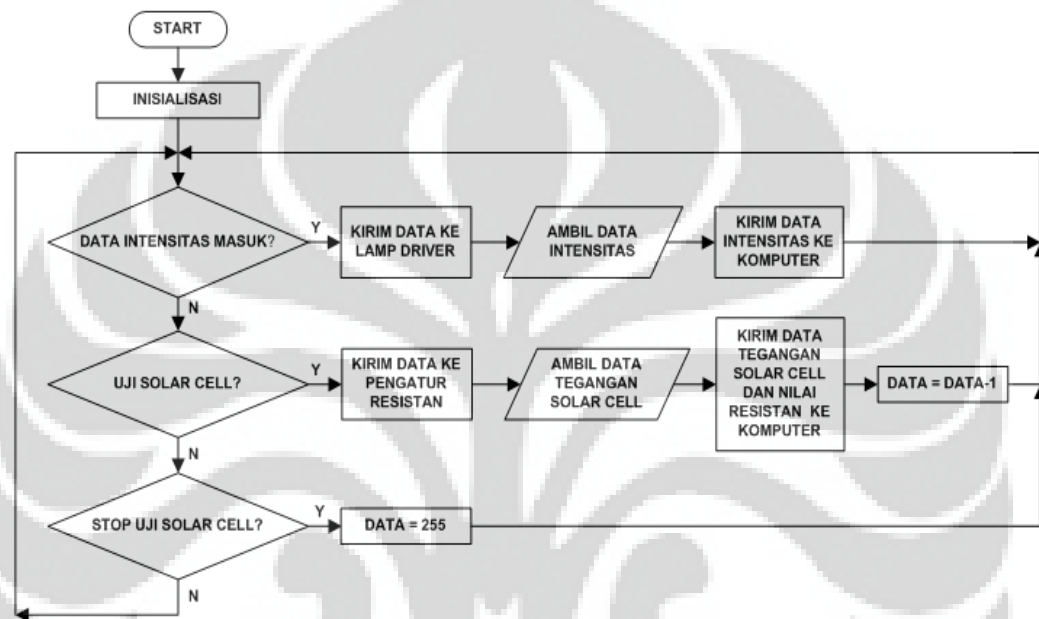 START
INISIALISASI
DATA INTENSITAS MASUK?
Y
KIRIM DATA KE
LAMP DRIVER
AMBIL DATA
INTENSITAS
KIRIM DATA
INTENSITAS KE
KOMPUTER
N
UJI SOLAR CELL?
Y
KIRIM DATA KE
PENGATUR
RESISTAN
AMBIL DATA
TEGANGAN
SOLAR CELL
KIRIM DATA
TEGANGAN
SOLAR CELL
DAN NILAI
RESISTAN KE
KOMPUTER
DATA = DATA-1
N
STOP UJI SOLAR CELL?
Y
DATA = 255
N